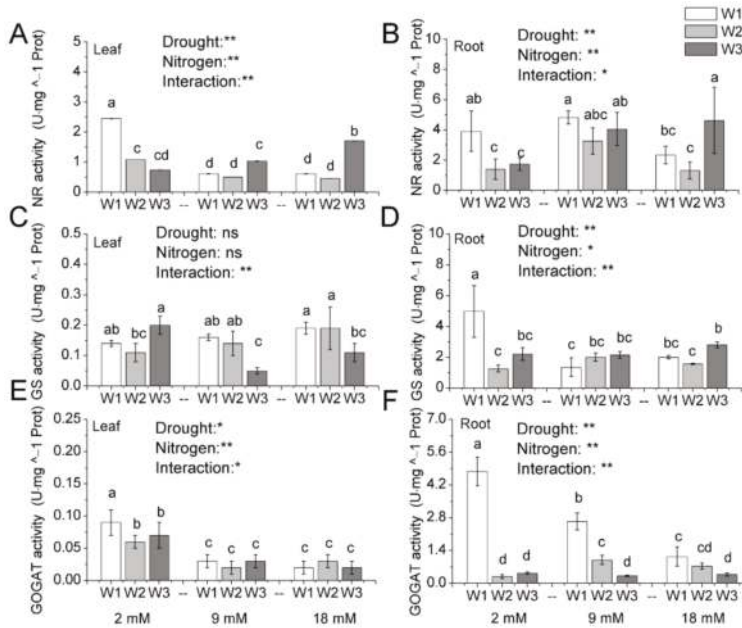 W1
W2
W3
A
Leaf
Drought:**
Nitrogen:**
Interaction:**
NR activity (U·mg ^–1 Prot)
5
4
3
2
1
0
a
c
cd
d
d
c
d
d
b
W1 W2 W3 -- W1 W2 W3 -- W1 W2 W3
B
Root
Drought: **
Nitrogen: **
Interaction: *
NR activity (U·mg ^–1 Prot)
10
8
6
4
2
0
ab
c
c
a
abc
ab
bc
c
a
W1 W2 W3 -- W1 W2 W3 -- W1 W2 W3
C
Leaf
Drought: ns
Nitrogen: ns
Interaction: **
GS activity (U·mg ^–1 Prot)
0.5
0.4
0.3
0.2
0.1
0.0
ab
bc
a
ab
ab
c
a
a
bc
W1 W2 W3 -- W1 W2 W3 -- W1 W2 W3
D
Root
Drought: **
Nitrogen: *
Interaction: **
GS activity (U·mg ^–1 Prot)
10
8
6
4
2
0
a
c
bc
bc
bc
bc
bc
c
b
W1 W2 W3 -- W1 W2 W3 -- W1 W2 W3
E
Leaf
Drought:*
Nitrogen:**
Interaction:*
GOGAT activity (U·mg ^–1 Prot)
0.25
0.20
0.15
0.10
0.05
0.00
a
b
b
c
c
c
c
c
c
W1 W2 W3 -- W1 W2 W3 -- W1 W2 W3
2 mM 9 mM 18 mM
F
Root
Drought: **
Nitrogen: **
Interaction: **
GOGAT activity (U·mg ^–1 Prot)
7.0
5.6
4.2
2.8
1.4
0.0
a
d
d
b
c
d
c
cd
d
W1 W2 W3 -- W1 W2 W3 -- W1 W2 W3
2 mM 9 mM 18 mM